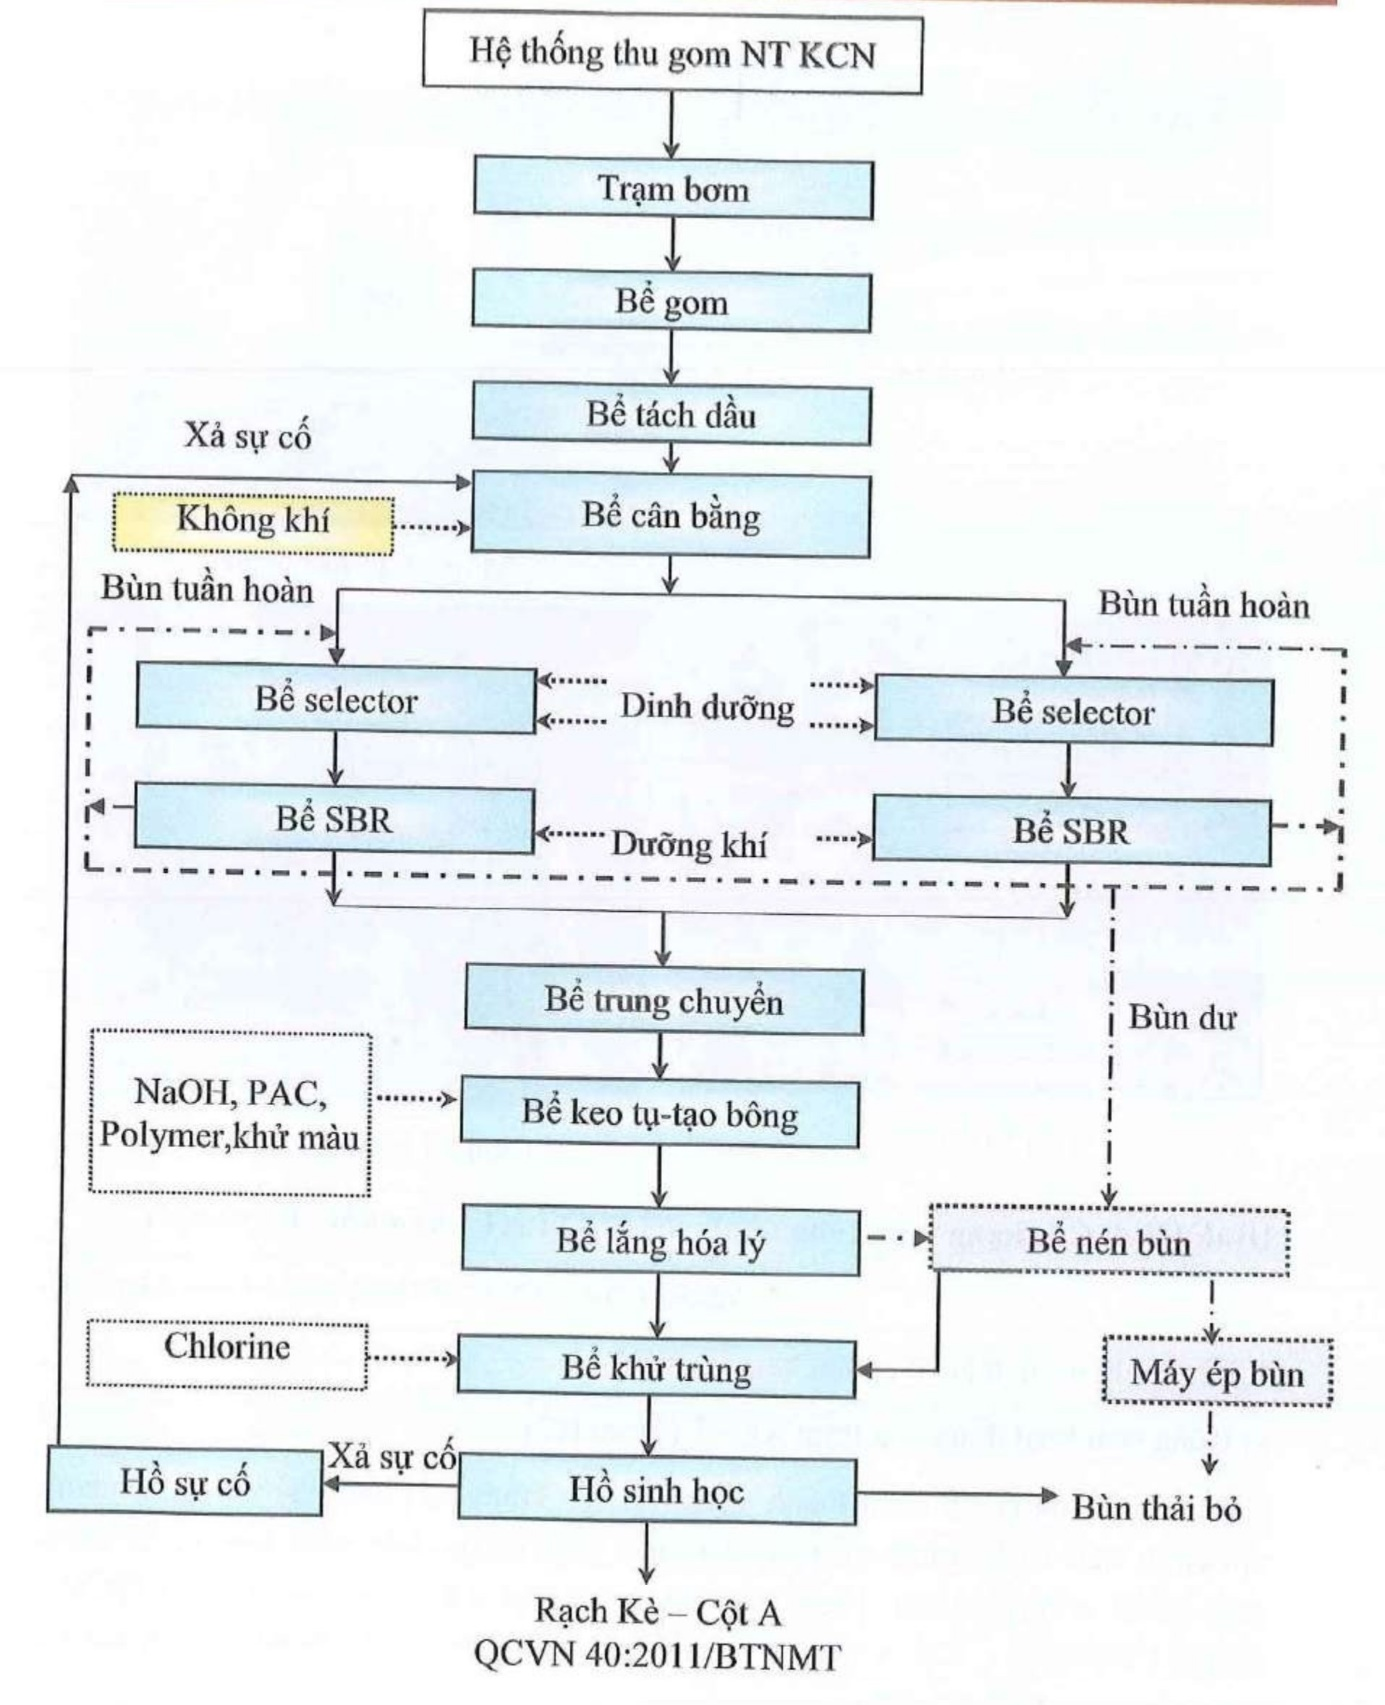 Hệ thống thu gom NT KCN
Trạm bơm
Bể gom
Bể tách dầu
Xả sự cố
Không khí
Bể cân bằng
Bùn tuần hoàn
Bùn tuần hoàn
Bể selector
Dinh dưỡng
Bể selector
Bể SBR
Dưỡng khí
Bể SBR
Bể trung chuyển
Bùn dư
NaOH, PAC,
Polymer,khử màu
Bể keo tụ-tạo bông
Bể lắng hóa lý
Bể nén bùn
Chlorine
Bể khử trùng
Máy ép bùn
Hồ sự cố
Xả sự cố
Hồ sinh học
Bùn thải bỏ
Rạch Kè – Cột A
QCVN 40:2011/BTNMT